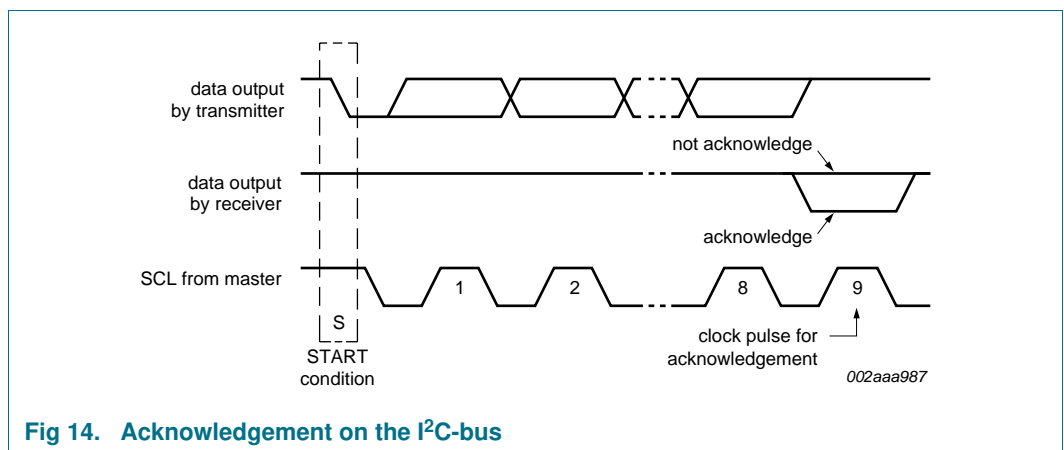 data output
by transmitter
not acknowledge
data output
by receiver
acknowledge
SCL from master
1
2
8
9
S
START
condition
clock pulse for
acknowledgement
002aaa987
Fig 14. Acknowledgement on the I²C-bus